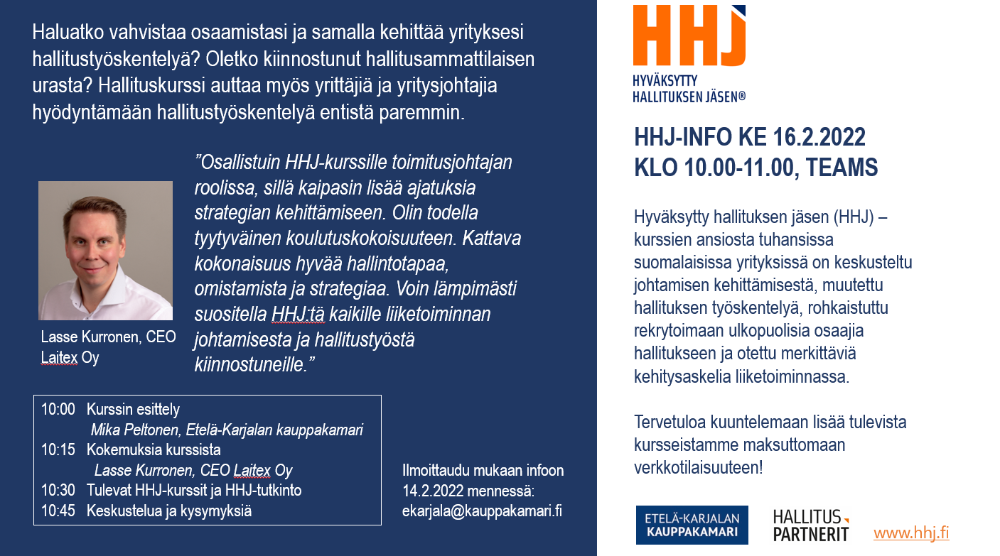 Haluatko vahvistaa osaamistasi ja samalla kehittää yrityksesi
hallitustyöskentelyä? Oletko kiinnostunut hallitusammattilaisen
urasta? Hallituskurssi auttaa myös yrittäjiä ja yritysjohtajia
hyödyntämään hallitustyöskentelyä entistä paremmin.
”Osallistuin HHJ-kurssille toimitusjohtajan
roolissa, sillä kaipasin lisää ajatuksia
strategian kehittämiseen. Olin todella
tyytyväinen koulutuskokoisuuteen. Kattava
kokonaisuus hyvää hallintotapaa,
omistamista ja strategiaa. Voin lämpimästi
suositella HHJ:tä kaikille liiketoiminnan
johtamisesta ja hallitustyöstä
kiinnostuneille.”
Lasse Kurronen, CEO
Laitex Oy
10:00 Kurssin esittely
Mika Peltonen, Etelä-Karjalan kauppakamari
10:15 Kokemuksia kurssista
Lasse Kurronen, CEO Laitex Oy
10:30 Tulevat HHJ-kurssit ja HHJ-tutkinto
10:45 Keskustelua ja kysymyksiä
Ilmoittaudu mukaan infoon
14.2.2022 mennessä:
ekarjala@kauppakamari.fi
HHJ
HYVÄKSYTTY
HALLITUKSEN JÄSEN®
HHJ-INFO KE 16.2.2022
KLO 10.00-11.00, TEAMS
Hyväksytty hallituksen jäsen (HHJ) –
kurssien ansiosta tuhansissa
suomalaisissa yrityksissä on keskusteltu
johtamisen kehittämisestä, muutettu
hallituksen työskentelyä, rohkaistuttu
rekrytoimaan ulkopuolisia osaajia
hallitukseen ja otettu merkittäviä
kehitysaskelia liiketoiminnassa.
Tervetuloa kuuntelemaan lisää tulevista
kursseistamme maksuttomaan
verkkotilaisuuteen!
ETELÄ-KARJALAN
KAUPPAKAMARI
HALLITUS
PARTNERIT
www.hhj.fi